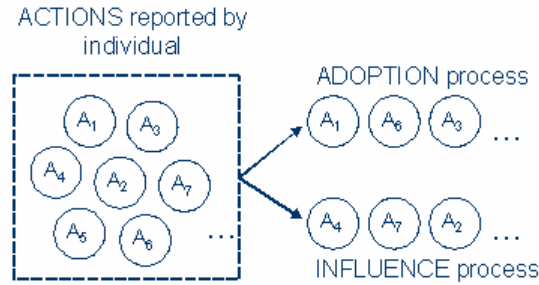 ACTIONS reported by
individual
ADOPTION process
A1 A3
A1 A6 A3 ...
A4 A2 A7
A5 A6 ...
A4 A7 A2 ...
INFLUENCE process